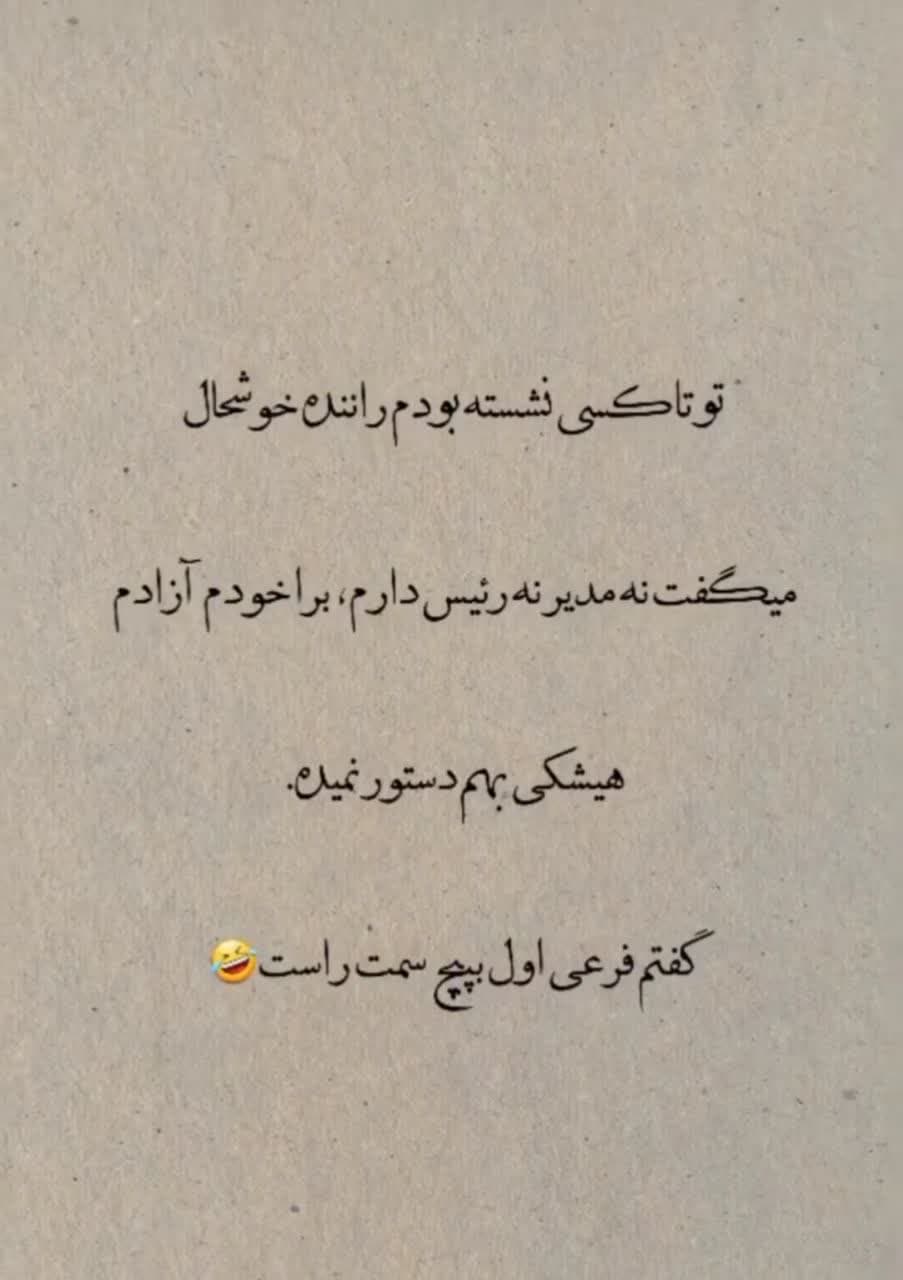 تو تاکسی نشسته بودم راننده خوشحال
میگفت نه مدیر نه رئیس دارم، برا خودم آزادم
هیشکی بهم دستور نمیده.
گفتم فرعی اول بپیچ سمت راست🤣